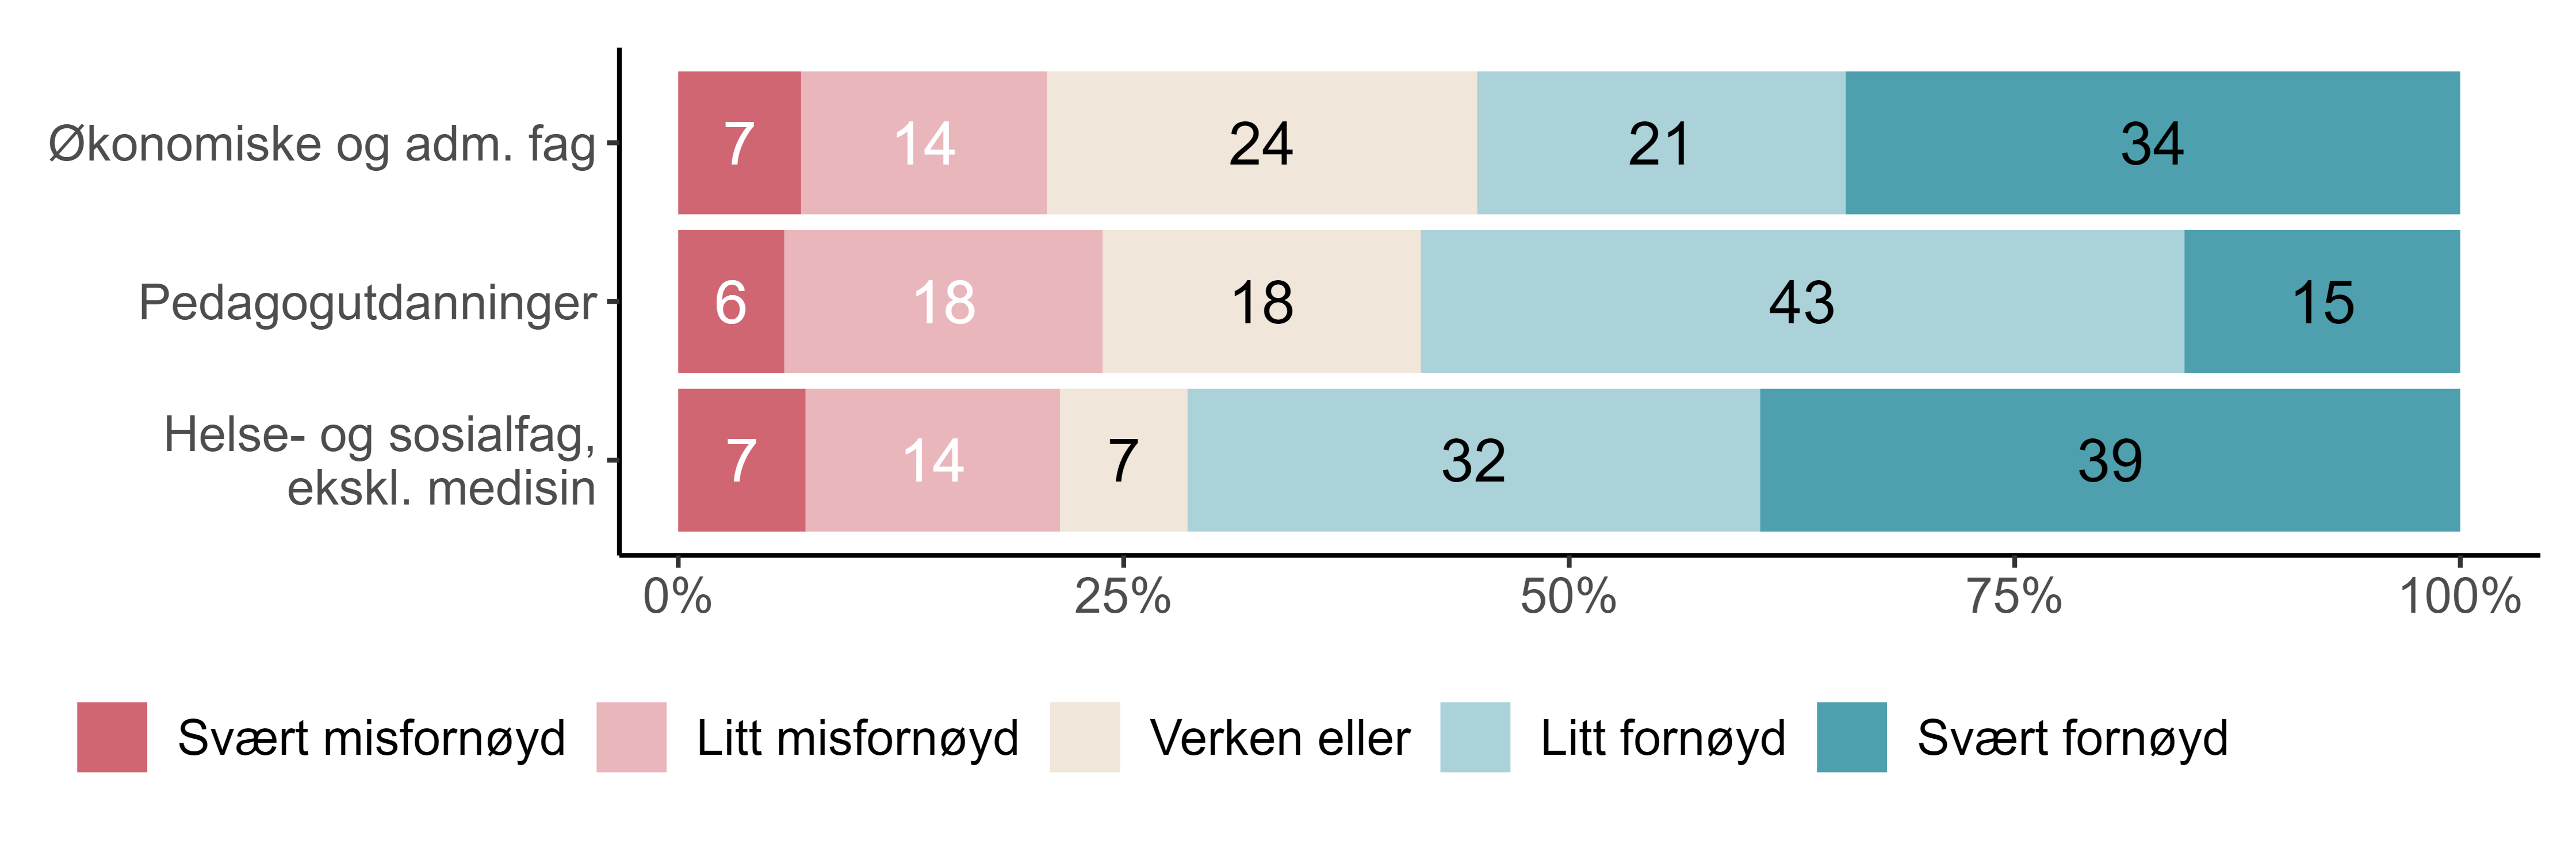 Økonomiske og adm. fag
7 14 24 21 34
Pedagogutdanninger
6 18 18 43 15
Helse- og sosialfag,
ekskl. medisin
7 14 7 32 39
0% 25% 50% 75% 100%
Svært misfornøyd Litt misfornøyd Verken eller Litt fornøyd Svært fornøyd